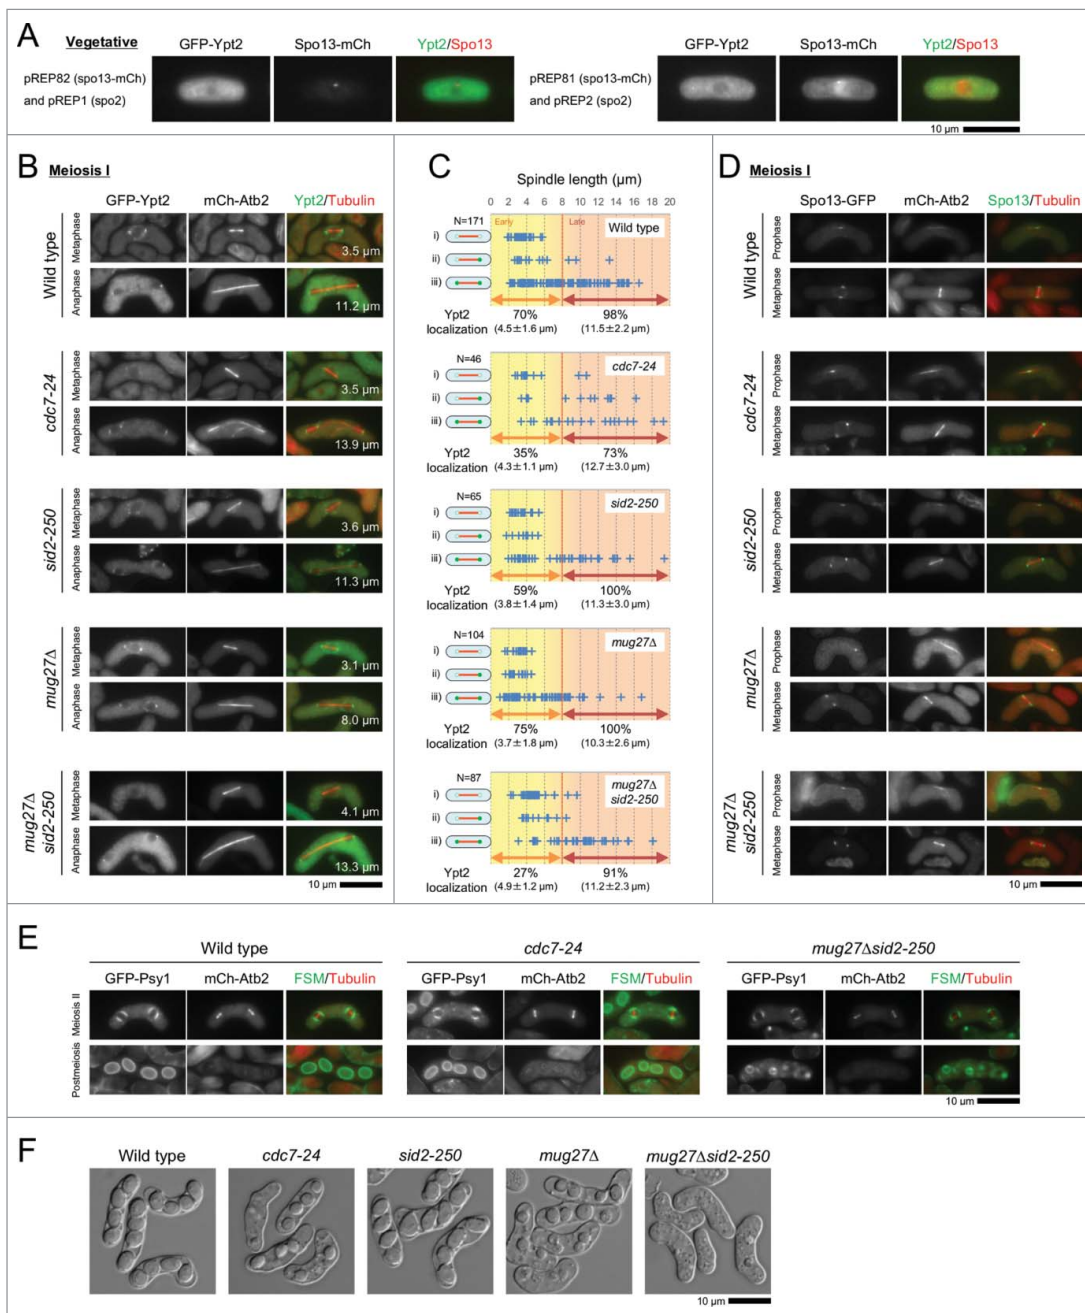 A Vegetative
GFP-Ypt2 Spo13-mCh Ypt2/Spo13
pREP82 (spo13-mCh)
and pREP1 (spo2)
GFP-Ypt2 Spo13-mCh Ypt2/Spo13
pREP81 (spo13-mCh)
and pREP2 (spo2)
10 µm
B Meiosis I
GFP-Ypt2 mCh-Atb2 Ypt2/Tubulin
Wild type
Metaphase
3.5 µm
Anaphase
11.2 µm
cdc7-24
Metaphase
3.5 µm
Anaphase
13.9 µm
sid2-250
Metaphase
3.6 µm
Anaphase
11.3 µm
mug27Δ
Metaphase
3.1 µm
Anaphase
8.0 µm
mug27Δ
sid2-250
Metaphase
4.1 µm
Anaphase
13.3 µm
10 µm
C
Spindle length (µm)
0 2 4 6 8 10 12 14 16 18 20
N=171
Early Late
Wild type
i)
ii)
iii)
Ypt2 70% 98%
localization (4.5±1.6 µm) (11.5±2.2 µm)
N=46
cdc7-24
i)
ii)
iii)
Ypt2 35% 73%
localization (4.3±1.1 µm) (12.7±3.0 µm)
N=65
sid2-250
i)
ii)
iii)
Ypt2 59% 100%
localization (3.8±1.4 µm) (11.3±3.0 µm)
N=104
mug27Δ
i)
ii)
iii)
Ypt2 75% 100%
localization (3.7±1.8 µm) (10.3±2.6 µm)
N=87
mug27Δ
sid2-250
i)
ii)
iii)
Ypt2 27% 91%
localization (4.9±1.2 µm) (11.2±2.3 µm)
D Meiosis I
Spo13-GFP mCh-Atb2 Spo13/Tubulin
Wild type
Prophase
Metaphase
cdc7-24
Prophase
Metaphase
sid2-250
Prophase
Metaphase
mug27Δ
Prophase
Metaphase
mug27Δ
sid2-250
Prophase
Metaphase
10 µm
E
Wild type cdc7-24 mug27Δsid2-250
GFP-Psy1 mCh-Atb2 FSM/Tubulin GFP-Psy1 mCh-Atb2 FSM/Tubulin GFP-Psy1 mCh-Atb2 FSM/Tubulin
Meiosis II
Postmeiosis
10 µm
F
Wild type cdc7-24 sid2-250 mug27Δ mug27Δsid2-250
10 µm